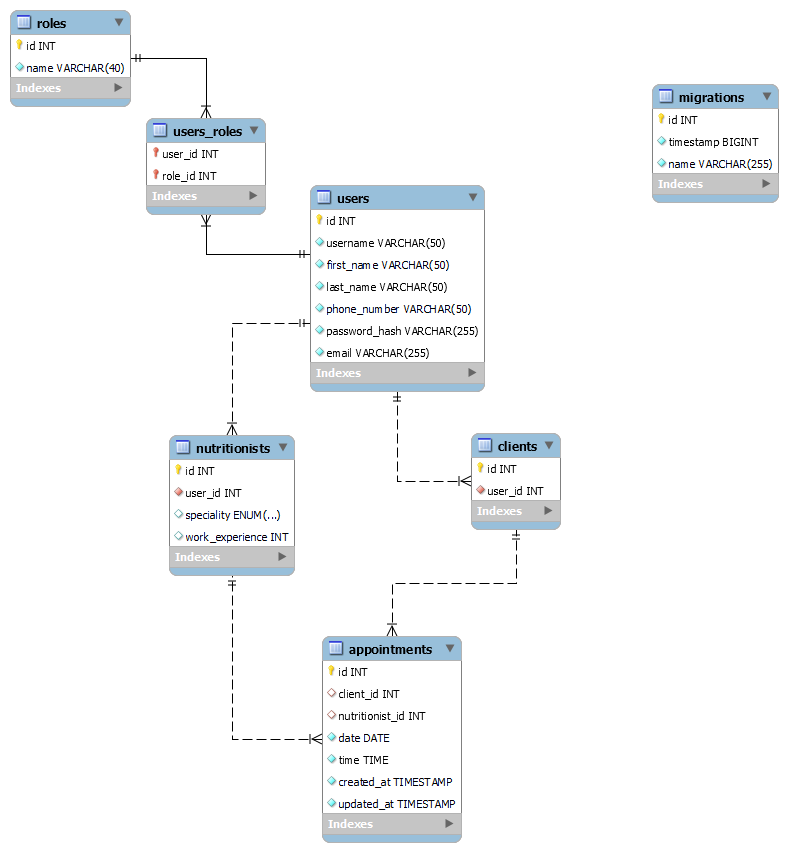 roles
id INT
name VARCHAR(40)
Indexes
users_roles
user_id INT
role_id INT
Indexes
migrations
id INT
timestamp BIGINT
name VARCHAR(255)
Indexes
users
id INT
username VARCHAR(50)
first_name VARCHAR(50)
last_name VARCHAR(50)
phone_number VARCHAR(50)
password_hash VARCHAR(255)
email VARCHAR(255)
Indexes
nutritionists
id INT
user_id INT
speciality ENUM(...)
work_experience INT
Indexes
clients
id INT
user_id INT
Indexes
appointments
id INT
client_id INT
nutritionist_id INT
date DATE
time TIME
created_at TIMESTAMP
updated_at TIMESTAMP
Indexes